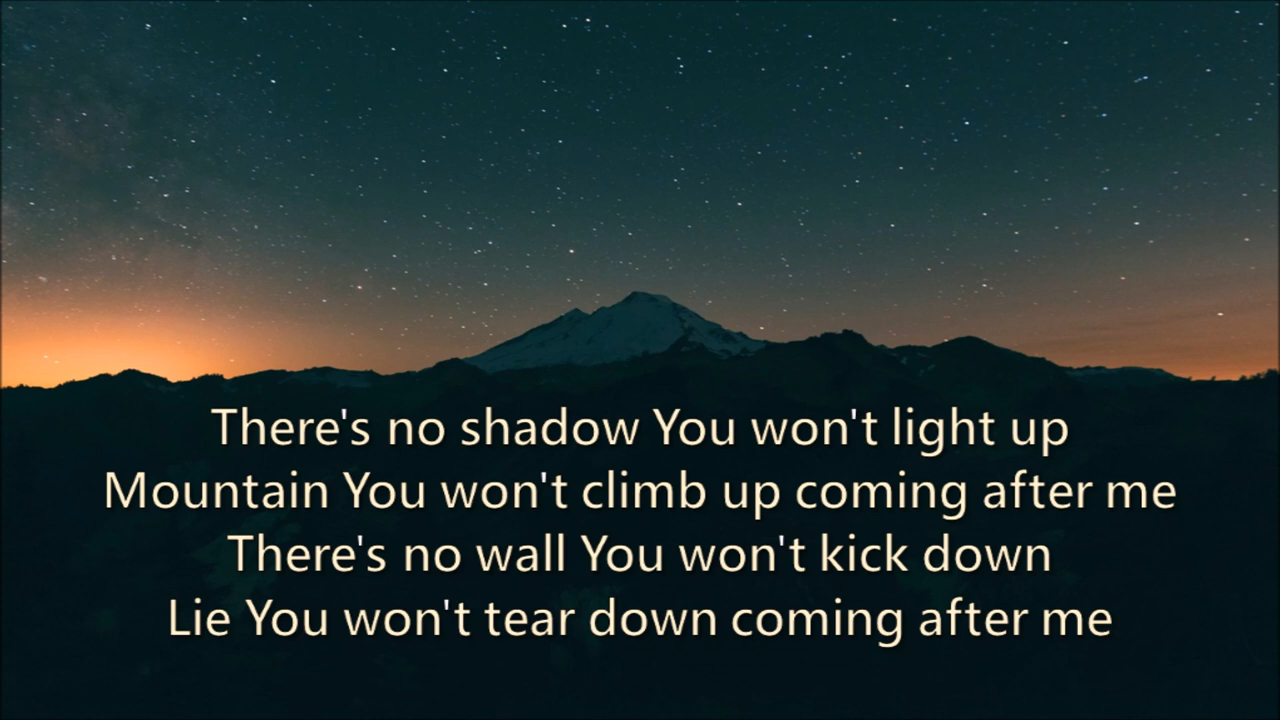 There's no shadow You won't light up
Mountain You won't climb up coming after me
There's no wall You won't kick down
Lie You won't tear down coming after me